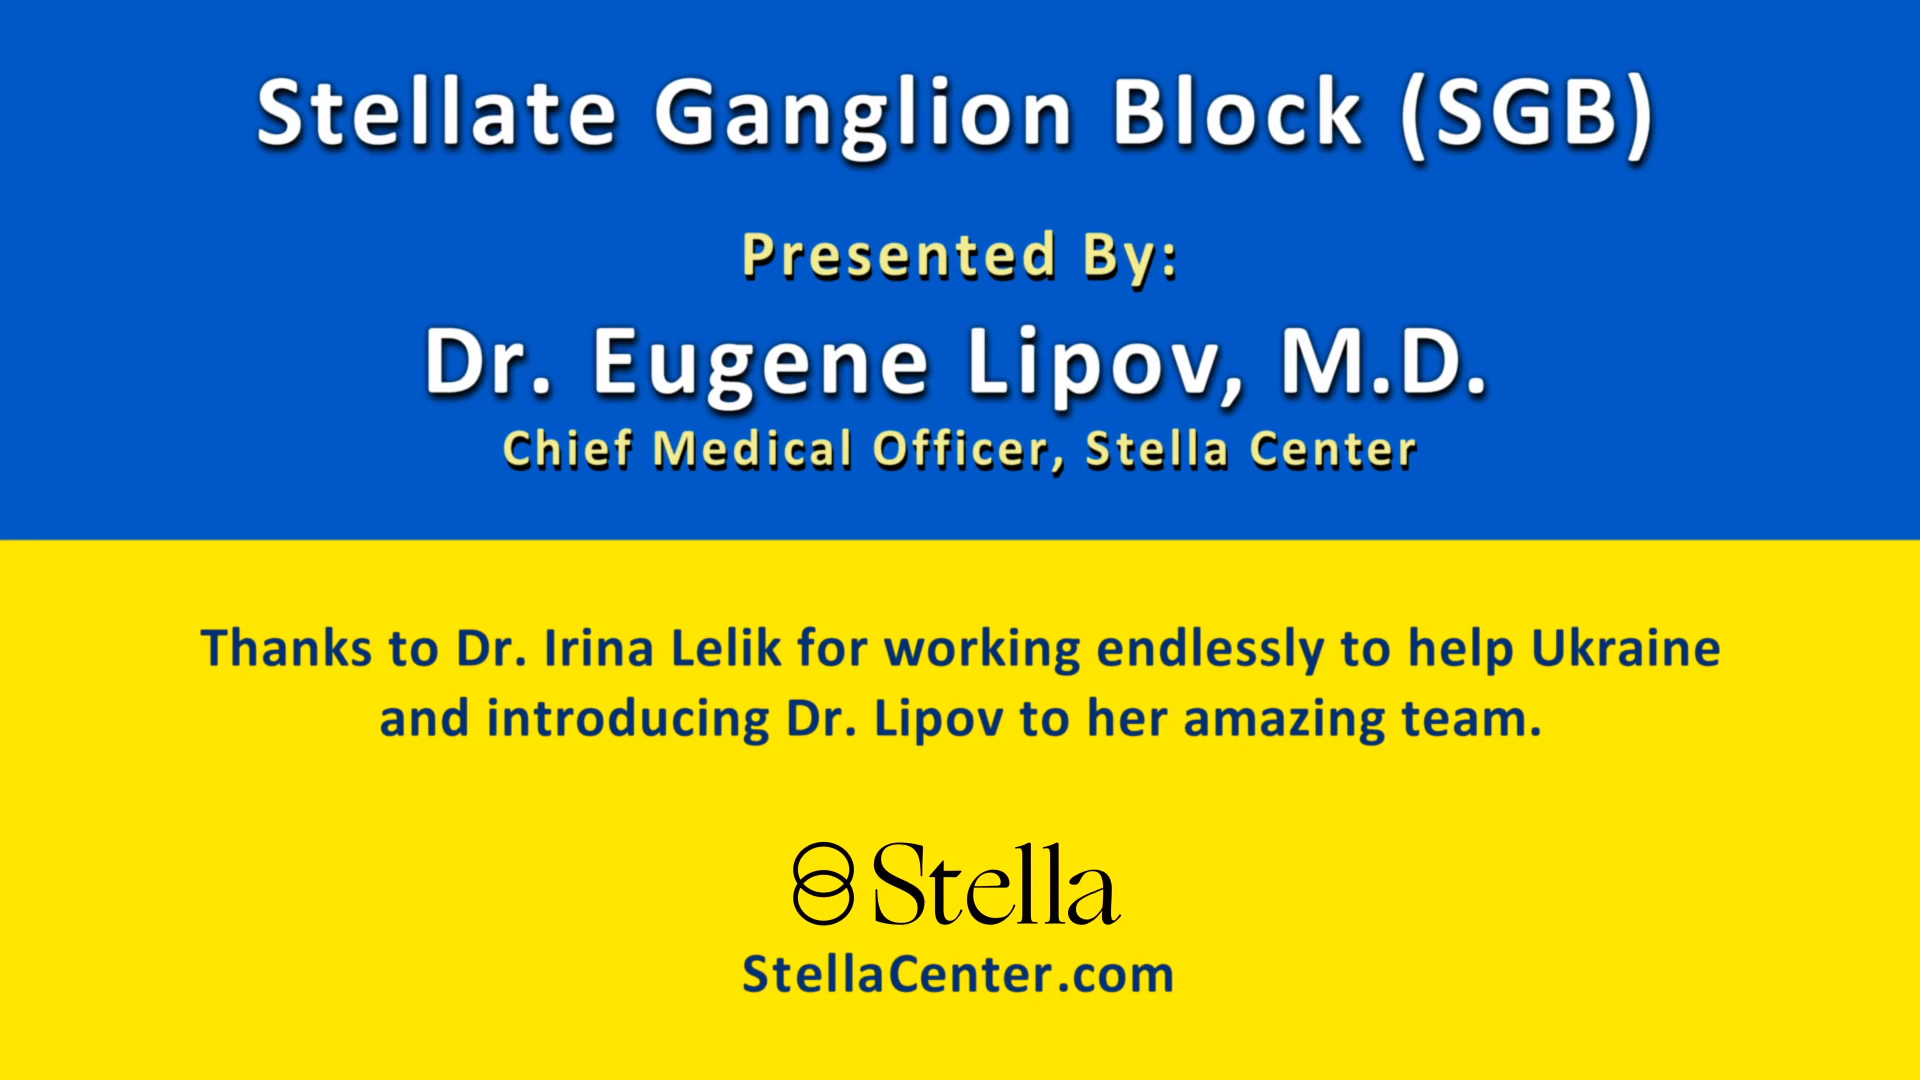 Stellate Ganglion Block (SGB)
Presented By:
Dr. Eugene Lipov, M.D.
Chief Medical Officer, Stella Center
Thanks to Dr. Irina Lelik for working endlessly to help Ukraine
and introducing Dr. Lipov to her amazing team.
Stella
StellaCenter.com